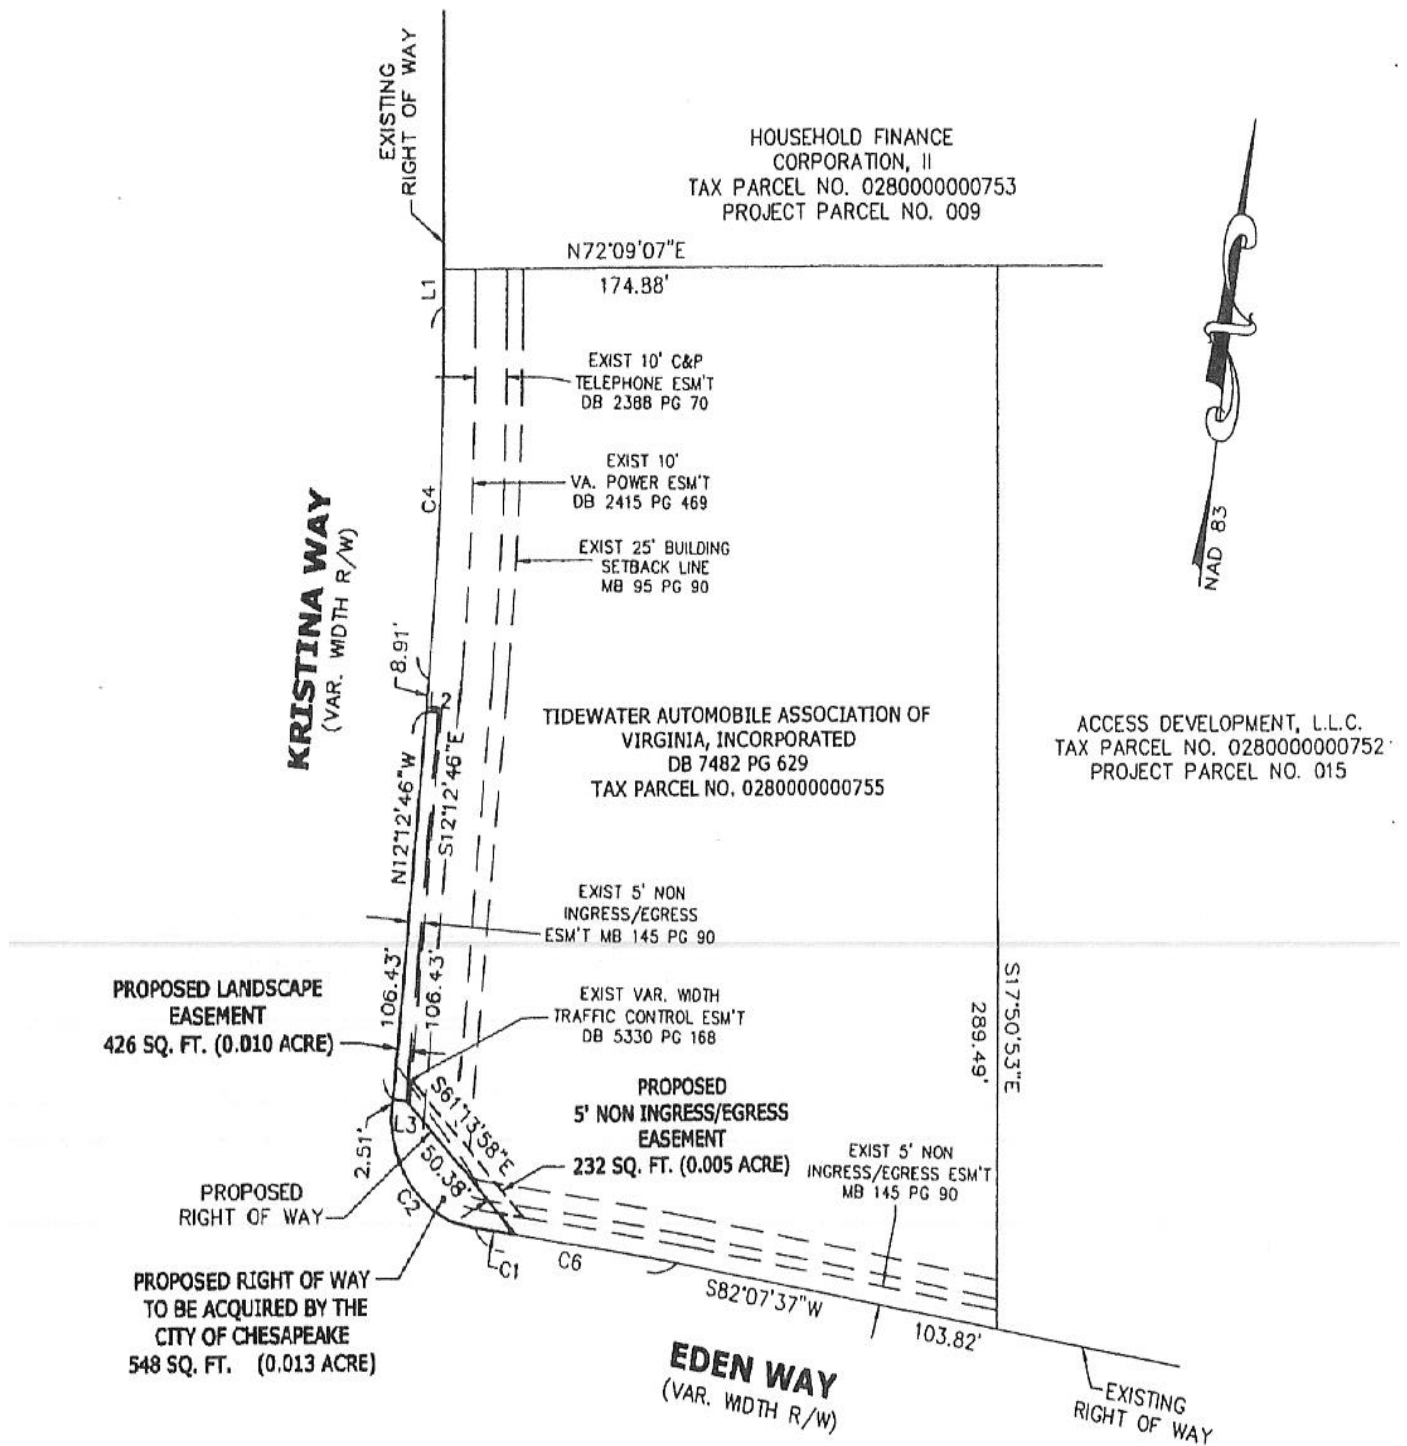 EXISTING
RIGHT OF WAY
HOUSEHOLD FINANCE
CORPORATION, II
TAX PARCEL NO. 0280000000753
PROJECT PARCEL NO. 009
N72°09'07"E
174.88'
L1
EXIST 10' C&P
TELEPHONE ESM'T
DB 2388 PG 70
EXIST 10'
VA. POWER ESM'T
DB 2415 PG 469
C4
EXIST 25' BUILDING
SETBACK LINE
MB 95 PG 90
NAD 83
KRISTINA WAY
(VAR. WIDTH R/W)
8.91'
L2
TIDEWATER AUTOMOBILE ASSOCIATION OF
VIRGINIA, INCORPORATED
DB 7482 PG 629
TAX PARCEL NO. 0280000000755
ACCESS DEVELOPMENT, L.L.C.
TAX PARCEL NO. 0280000000752
PROJECT PARCEL NO. 015
N12°12'46"W
S12°12'46"E
EXIST 5' NON
INGRESS/EGRESS
ESM'T MB 145 PG 90
106.43'
106.43'
PROPOSED LANDSCAPE
EASEMENT
426 SQ. FT. (0.010 ACRE)
EXIST VAR. WIDTH
TRAFFIC CONTROL ESM'T
DB 5330 PG 168
S17°50'53"E
289.49'
S61°13'58"E
50.38'
PROPOSED
5' NON INGRESS/EGRESS
EASEMENT
232 SQ. FT. (0.005 ACRE)
L3
2.51'
EXIST 5' NON
INGRESS/EGRESS ESM'T
MB 145 PG 90
PROPOSED
RIGHT OF WAY
C2
C1
C6
PROPOSED RIGHT OF WAY
TO BE ACQUIRED BY THE
CITY OF CHESAPEAKE
548 SQ. FT. (0.013 ACRE)
S82°07'37"W
103.82'
EDEN WAY
(VAR. WIDTH R/W)
EXISTING
RIGHT OF WAY